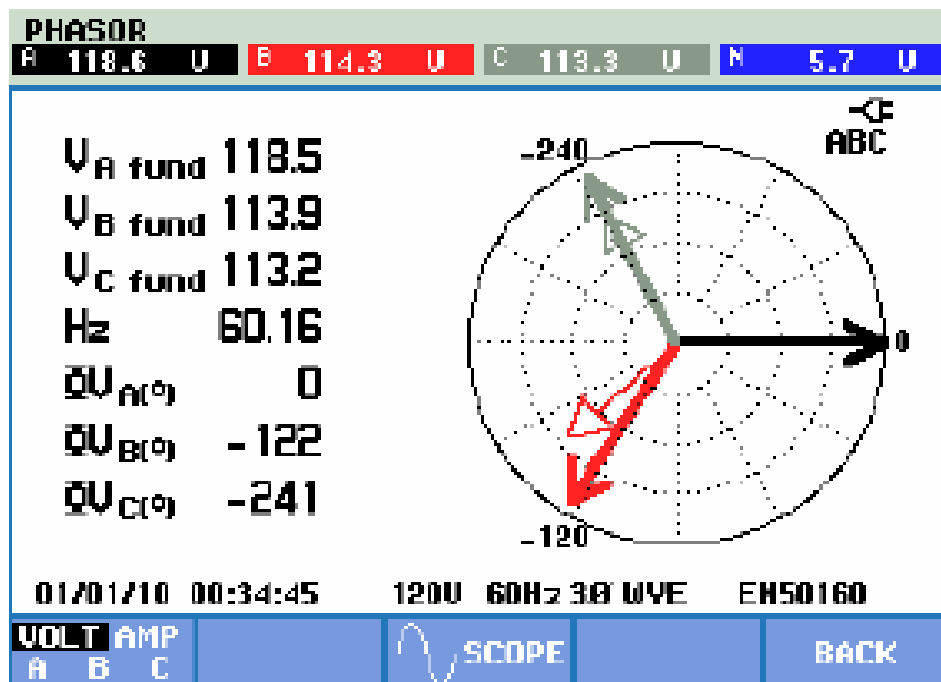 PHASOR
A 118.6 V B 114.3 V C 113.3 V N 5.7 V
ABC
-240
VA fund 118.5
VB fund 113.9
VC fund 113.2
Hz 60.16
0
ΦVA(°) 0
ΦVB(°) -122
ΦVC(°) -241
-120
01/01/10 00:34:45 120V 60Hz 3Ø WYE EN50160
VOLT AMP
A B C
SCOPE
BACK